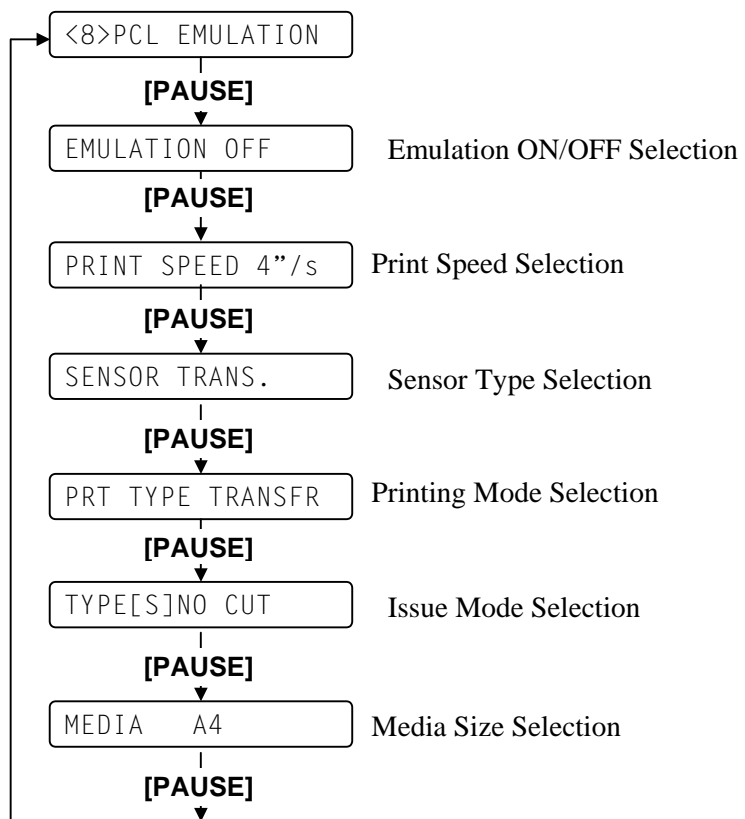 <8>PCL EMULATION
[PAUSE]
EMULATION OFF Emulation ON/OFF Selection
[PAUSE]
PRINT SPEED 4”/s Print Speed Selection
[PAUSE]
SENSOR TRANS. Sensor Type Selection
[PAUSE]
PRT TYPE TRANSFR Printing Mode Selection
[PAUSE]
TYPE[S]NO CUT Issue Mode Selection
[PAUSE]
MEDIA A4 Media Size Selection
[PAUSE]